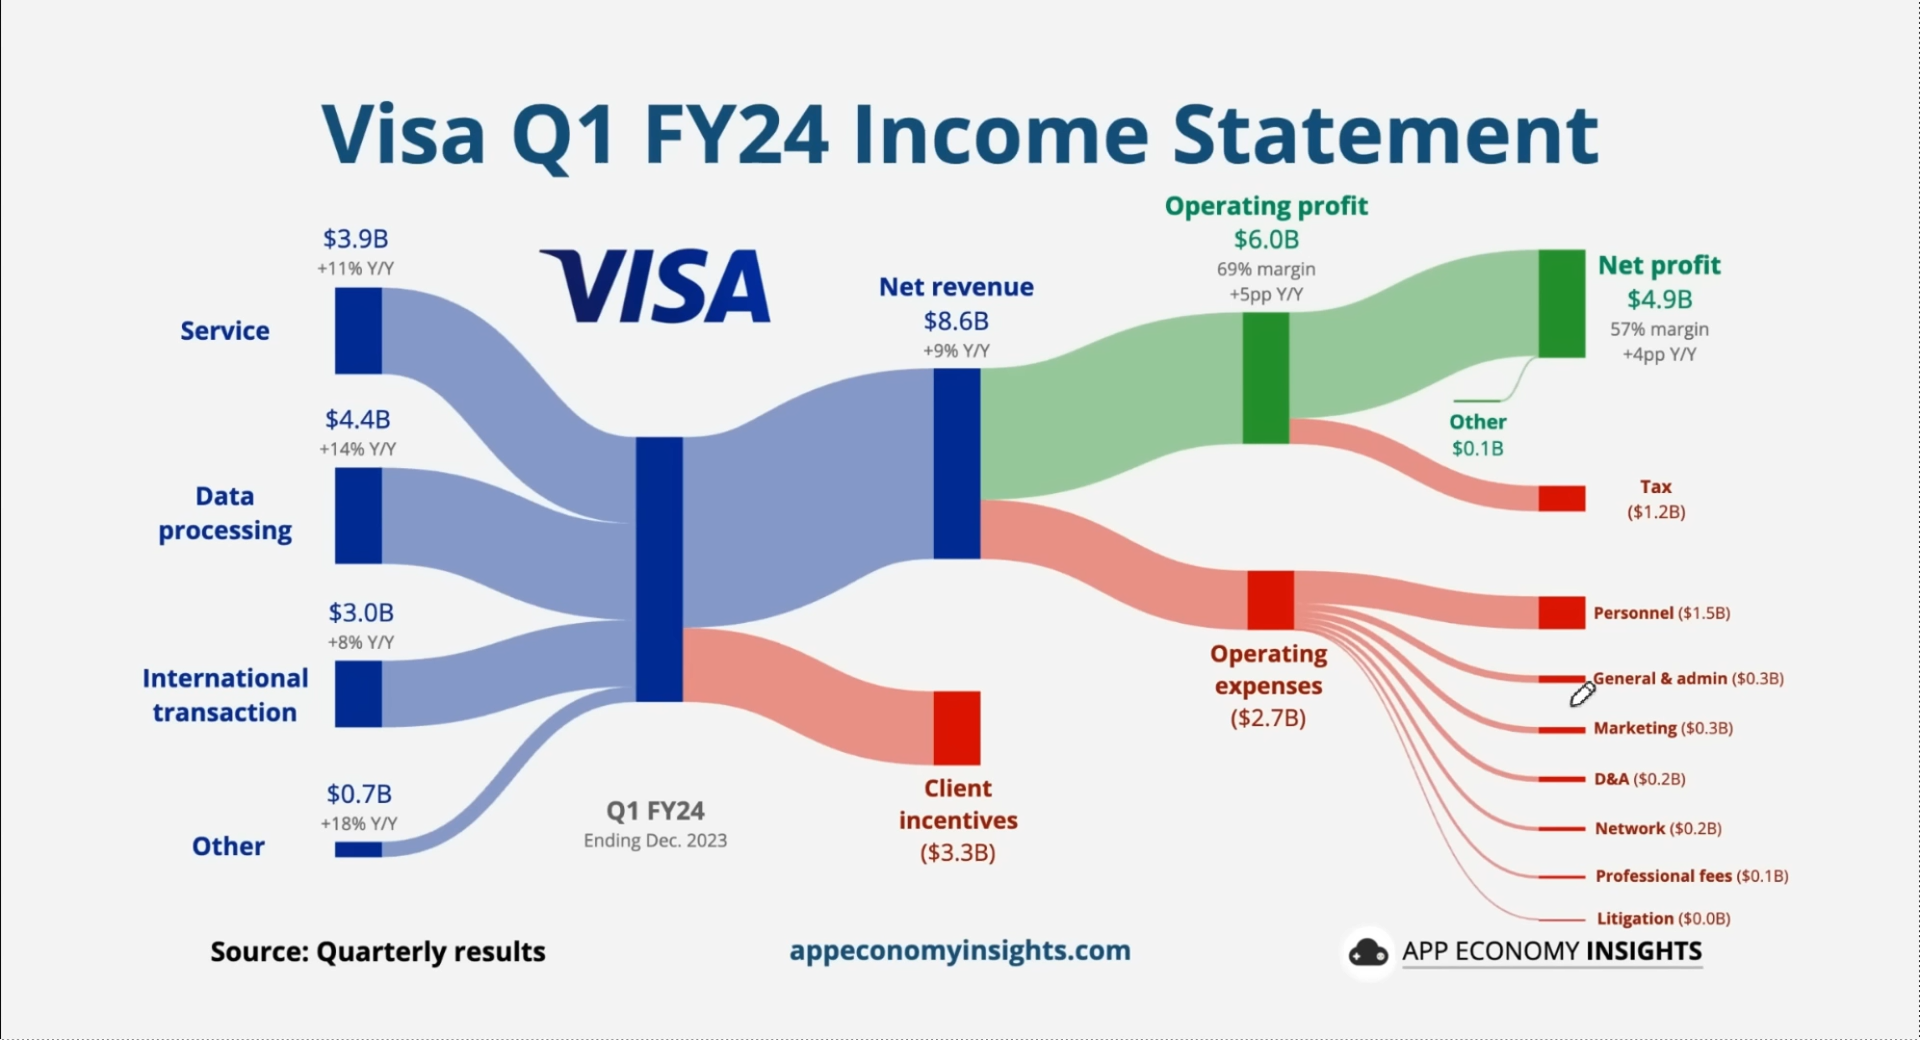 Visa Q1 FY24 Income Statement
$3.9B
+11% Y/Y
Service
$4.4B
+14% Y/Y
Data
processing
$3.0B
+8% Y/Y
International
transaction
$0.7B
+18% Y/Y
Other
VISA
Q1 FY24
Ending Dec. 2023
Net revenue
$8.6B
+9% Y/Y
Client
incentives
($3.3B)
Operating profit
$6.0B
69% margin
+5pp Y/Y
Operating
expenses
($2.7B)
Net profit
$4.9B
57% margin
+4pp Y/Y
Other
$0.1B
Tax
($1.2B)
Personnel ($1.5B)
General & admin ($0.3B)
Marketing ($0.3B)
D&A ($0.2B)
Network ($0.2B)
Professional fees ($0.1B)
Litigation ($0.0B)
Source: Quarterly results
appeconomyinsights.com
APP ECONOMY INSIGHTS